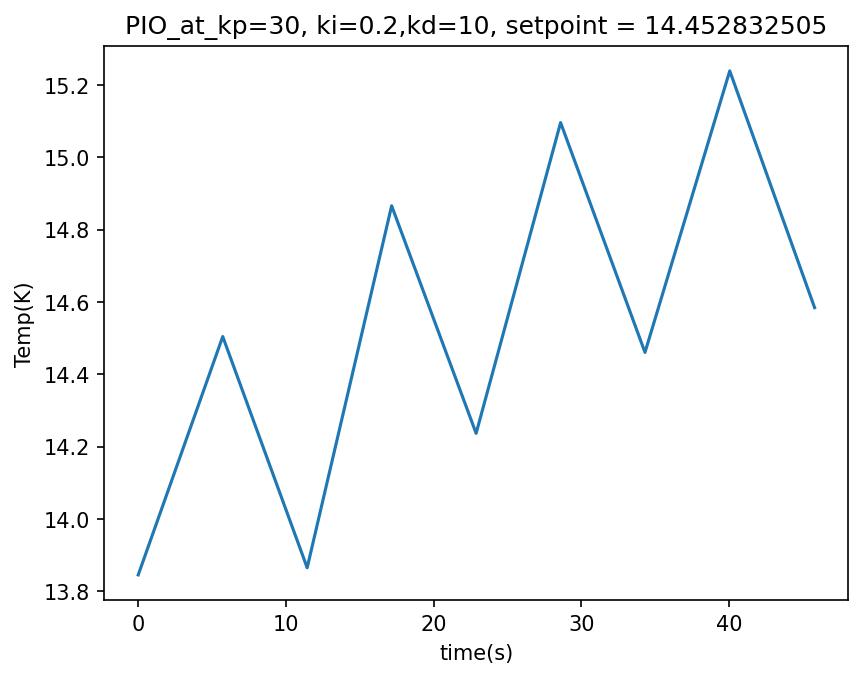 PIO_at_kp=30, ki=0.2,kd=10, setpoint = 14.452832505
15.2
15.0
14.8
14.6
14.4
14.2
14.0
13.8
Temp(K)
0 10 20 30 40
time(s)